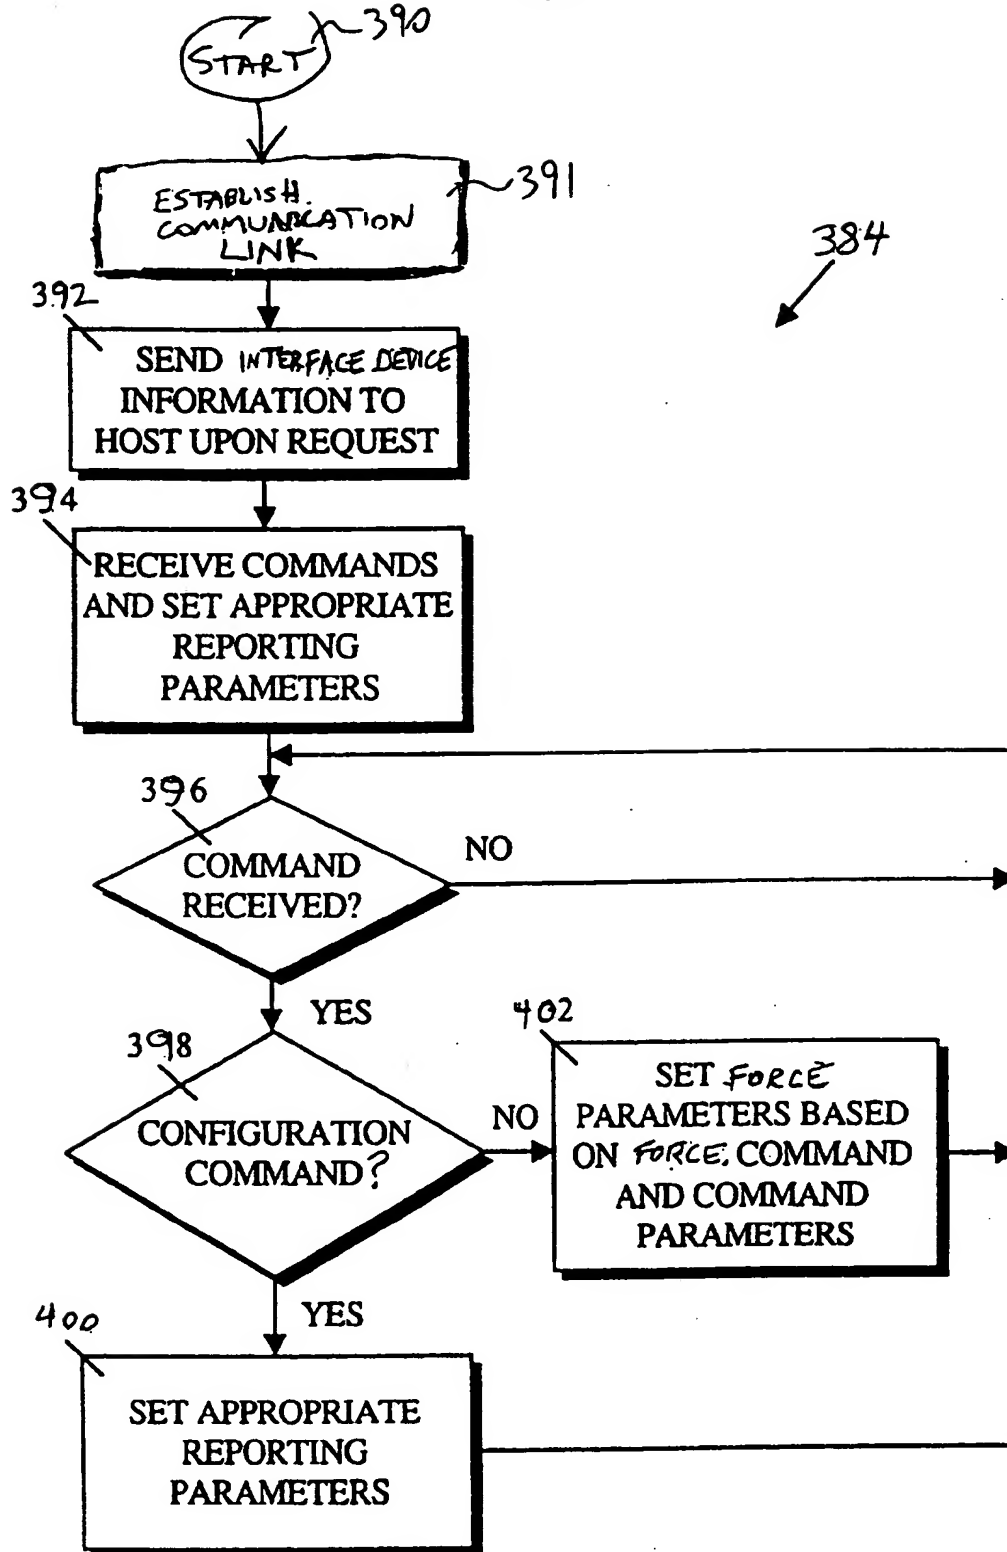 390
START
391
ESTABLISH.
COMMUNICATION
LINK
384
392
SEND INTERFACE DEVICE
INFORMATION TO
HOST UPON REQUEST
394
RECEIVE COMMANDS
AND SET APPROPRIATE
REPORTING
PARAMETERS
396
COMMAND
RECEIVED?
NO
YES
398
CONFIGURATION
COMMAND?
NO
402
SET FORCE
PARAMETERS BASED
ON FORCE. COMMAND
AND COMMAND
PARAMETERS
YES
400
SET APPROPRIATE
REPORTING
PARAMETERS